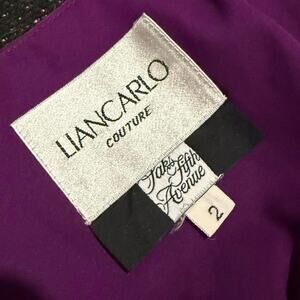 LIANCARLO
COUTURE
Saks
Fifth
Avenue
2